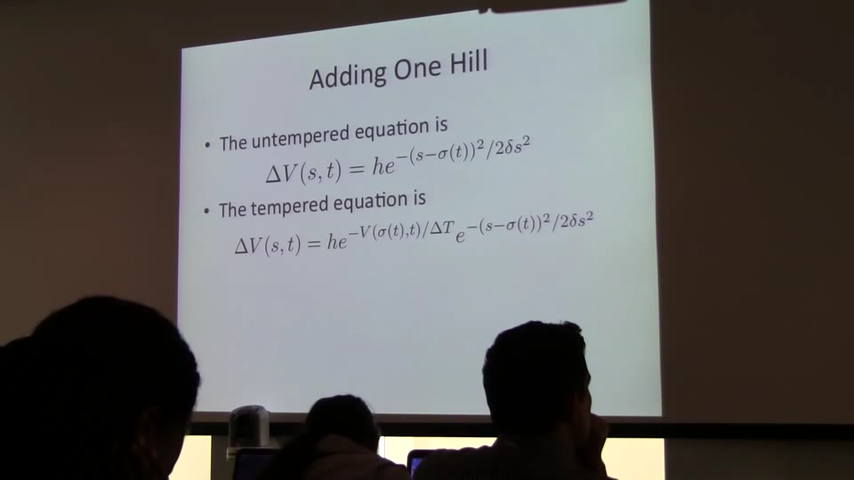 Adding One Hill
• The untempered equation is
ΔV(s,t) = he^{-(s-σ(t))^2/2δs^2}
• The tempered equation is
ΔV(s,t) = he^{-V(σ(t),t)/ΔT}e^{-(s-σ(t))^2/2δs^2}